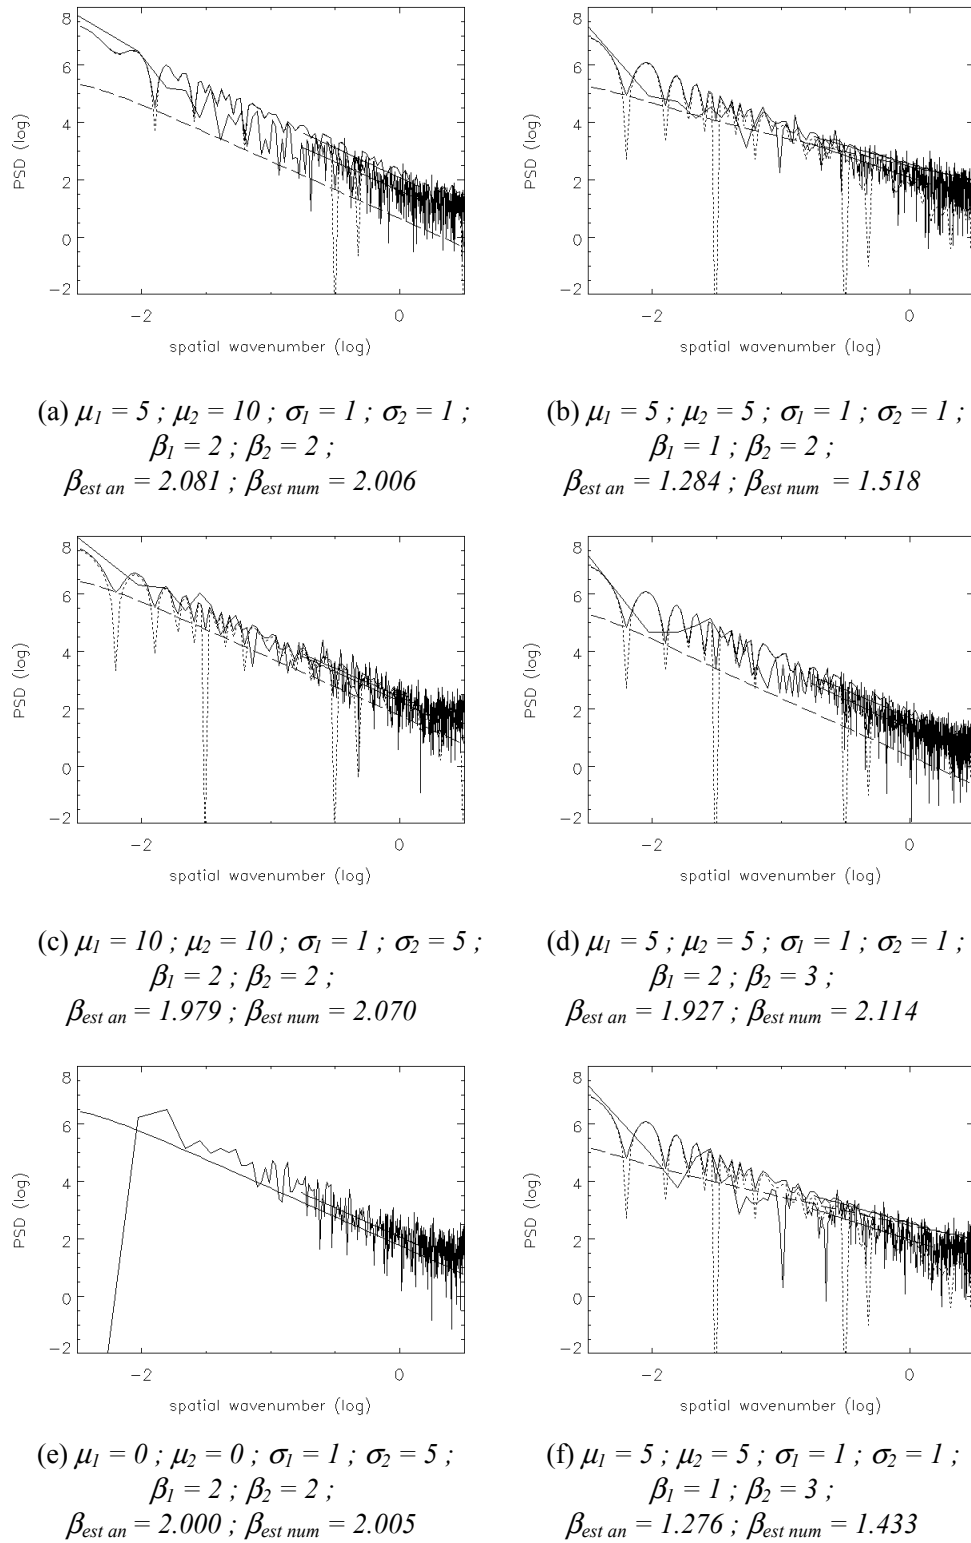 8
6
4
2
0
−2
PSD (log)
−2 0
spatial wavenumber (log)
8
6
4
2
0
−2
PSD (log)
−2 0
spatial wavenumber (log)
(a) μ1 = 5 ; μ2 = 10 ; σ1 = 1 ; σ2 = 1 ;
β1 = 2 ; β2 = 2 ;
βest an = 2.081 ; βest num = 2.006
(b) μ1 = 5 ; μ2 = 5 ; σ1 = 1 ; σ2 = 1 ;
β1 = 1 ; β2 = 2 ;
βest an = 1.284 ; βest num = 1.518
8
6
4
2
0
−2
PSD (log)
−2 0
spatial wavenumber (log)
8
6
4
2
0
−2
PSD (log)
−2 0
spatial wavenumber (log)
(c) μ1 = 10 ; μ2 = 10 ; σ1 = 1 ; σ2 = 5 ;
β1 = 2 ; β2 = 2 ;
βest an = 1.979 ; βest num = 2.070
(d) μ1 = 5 ; μ2 = 5 ; σ1 = 1 ; σ2 = 1 ;
β1 = 2 ; β2 = 3 ;
βest an = 1.927 ; βest num = 2.114
8
6
4
2
0
−2
PSD (log)
−2 0
spatial wavenumber (log)
8
6
4
2
0
−2
PSD (log)
−2 0
spatial wavenumber (log)
(e) μ1 = 0 ; μ2 = 0 ; σ1 = 1 ; σ2 = 5 ;
β1 = 2 ; β2 = 2 ;
βest an = 2.000 ; βest num = 2.005
(f) μ1 = 5 ; μ2 = 5 ; σ1 = 1 ; σ2 = 1 ;
β1 = 1 ; β2 = 3 ;
βest an = 1.276 ; βest num = 1.433